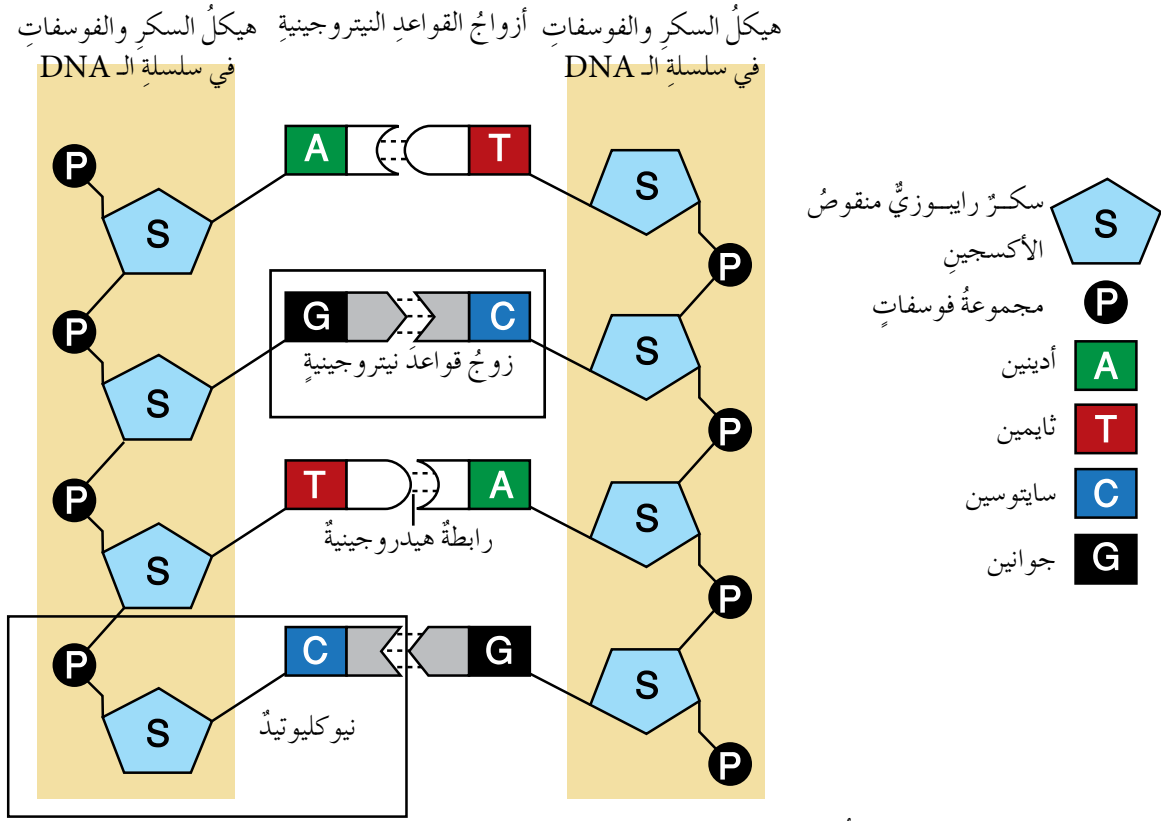 هيكلُ السكرِ والفوسفاتِ
في سلسلةِ الـ DNA
أزواجُ القواعدِ النيتروجينيةِ
هيكلُ السكرِ والفوسفاتِ
في سلسلةِ الـ DNA
P
A
T
S
S
P
P
G
C
S
S
زوجُ قواعدَ نيتروجينيةٍ
P
P
T
A
S
S
رابطةٌ هيدروجينيةٌ
P
P
C
G
S
S
نيوكليوتيدٌ
P
S
سكـرٌ رايبـوزيٌّ منقوصُ
الأكسجينِ
P
مجموعةُ فوسفاتٍ
A
أدينين
T
ثايمين
C
سايتوسين
G
جوانين